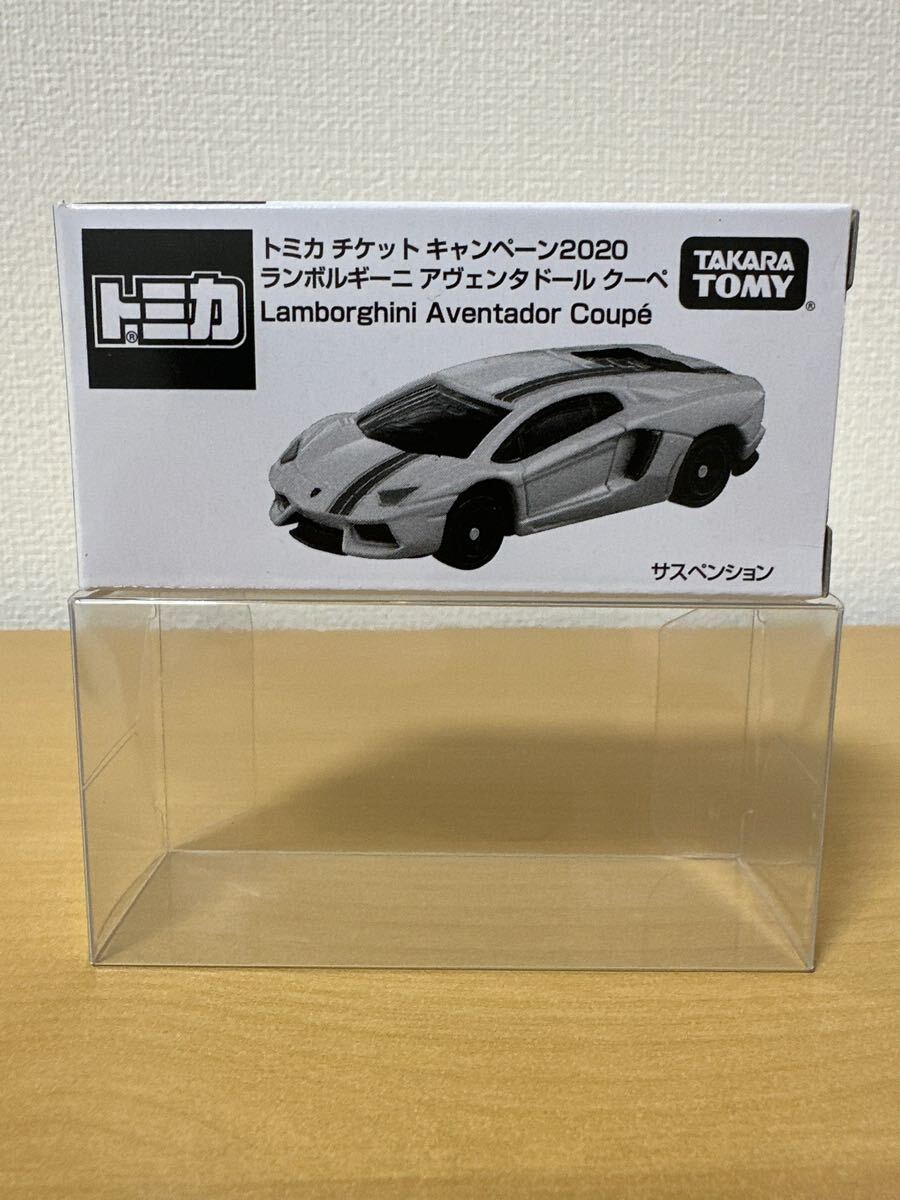 トミカ
®
トミカ チケット キャンペーン2020
ランボルギーニ アヴェンタドール クーペ
Lamborghini Aventador Coupé
TAKARA
TOMY
®
サスペンション